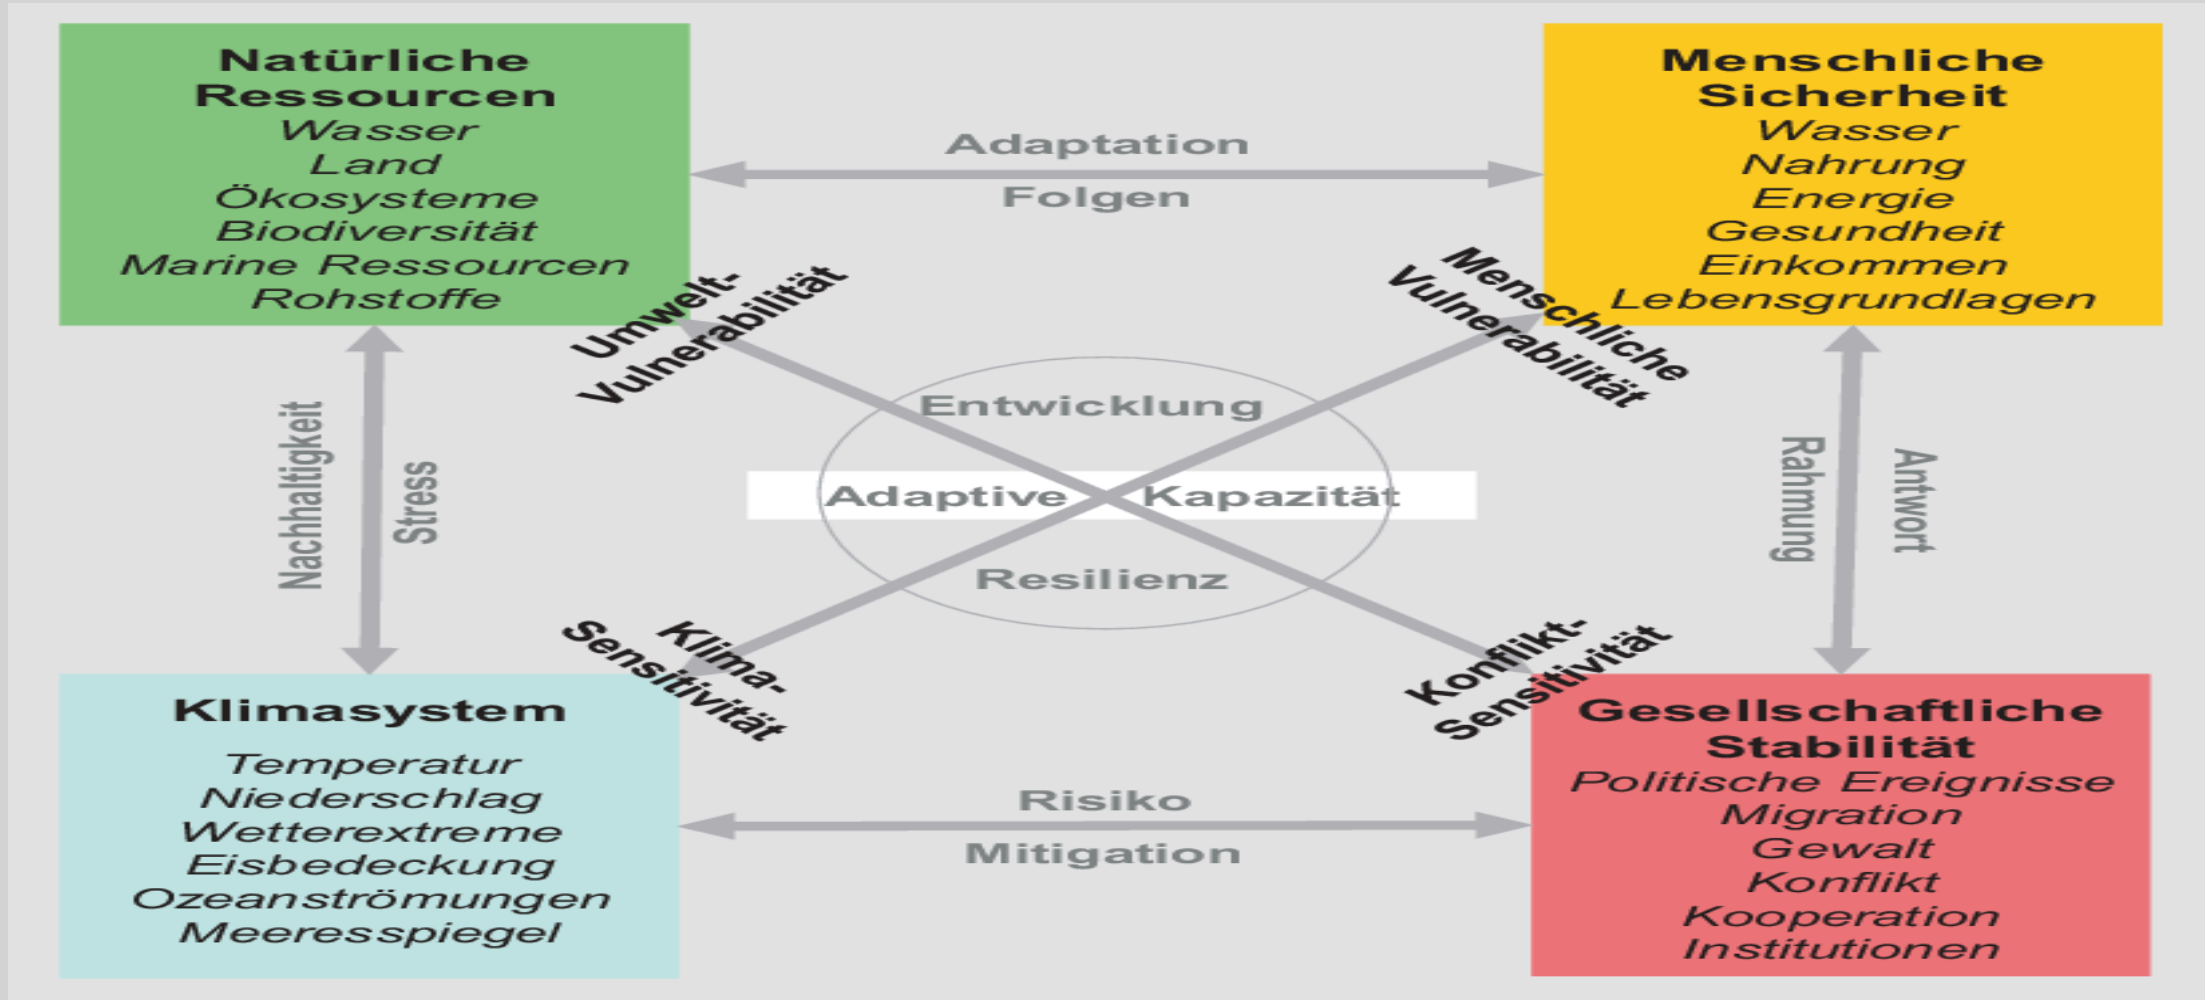 Natürliche
Ressourcen
Wasser
Land
Ökosysteme
Biodiversität
Marine Ressourcen
Rohstoffe
Adaptation
Folgen
Menschliche
Sicherheit
Wasser
Nahrung
Energie
Gesundheit
Einkommen
Lebensgrundlagen
Umwelt-
Vulnerabilität
Menschliche
Vulnerabilität
Nachhaltigkeit
Stress
Entwicklung
Adaptive Kapazität
Resilienz
Rahmung
Antwort
Klima-
Sensitivität
Konflikt-
Sensitivität
Klimasystem
Temperatur
Niederschlag
Wetterextreme
Eisbedeckung
Ozeanströmungen
Meeresspiegel
Risiko
Mitigation
Gesellschaftliche
Stabilität
Politische Ereignisse
Migration
Gewalt
Konflikt
Kooperation
Institutionen